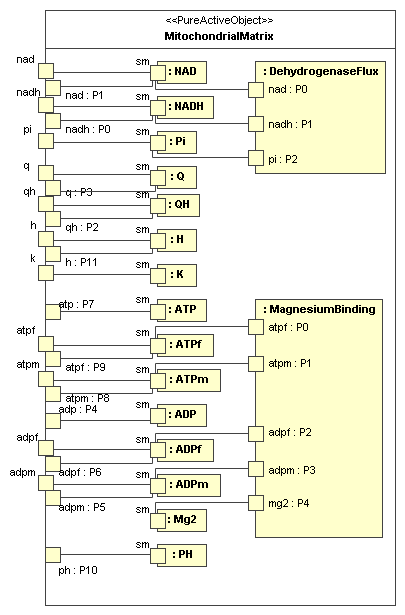 <<PureActiveObject>>
MitochondrialMatrix
nad
sm
: NAD
: DehydrogenaseFlux
nad : P1
nad : P0
nadh
sm
: NADH
nadh : P0
nadh : P1
pi
sm
: Pi
pi : P2
q
sm
: Q
q : P3
qh
sm
: QH
qh : P2
h
sm
: H
h : P11
k
sm
: K
atp : P7
sm
: ATP
: MagnesiumBinding
atpf
sm
: ATPf
atpf : P0
atpf : P9
atpm
sm
: ATPm
atpm : P1
atpm : P8
adp : P4
sm
: ADP
adpf
sm
: ADPf
adpf : P2
adpf : P6
adpm
sm
: ADPm
adpm : P3
adpm : P5
sm
: Mg2
mg2 : P4
sm
: PH
ph : P10